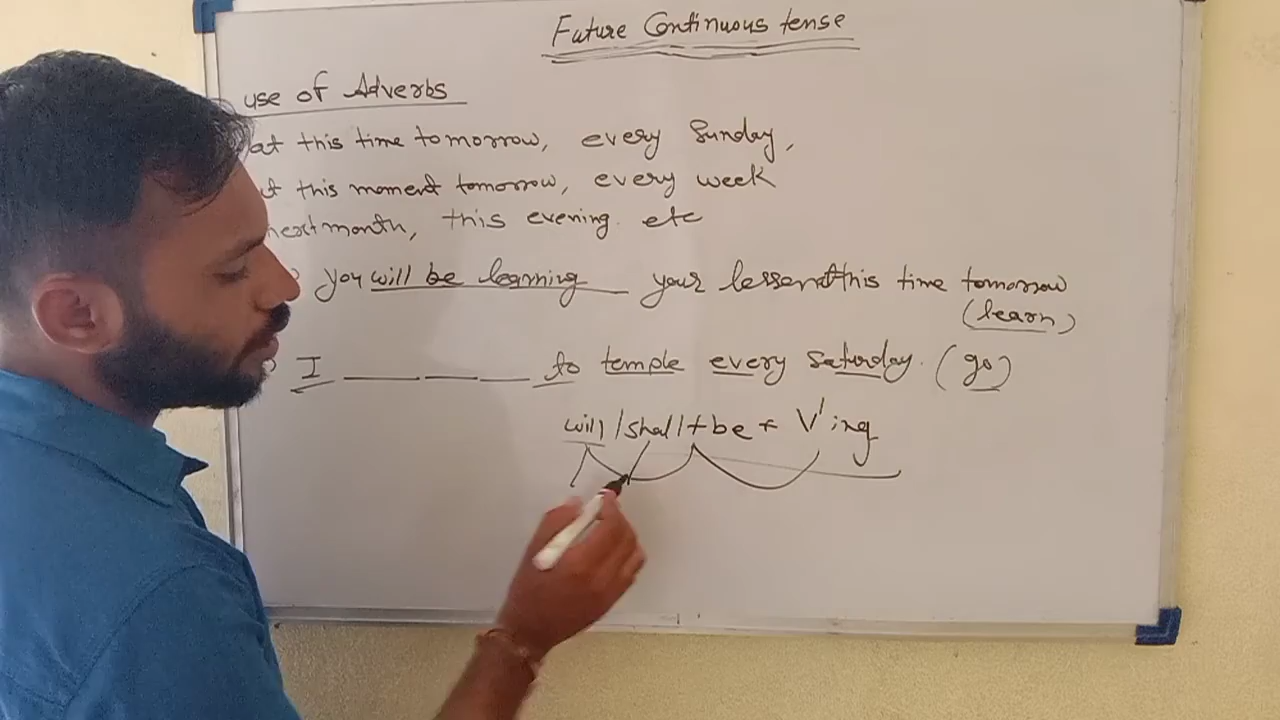 Future Continuous tense
use of Adverbs
at this time tomorrow, every Sunday,
this moment tomorrow, every week
next month, this evening. etc
you will be learning your lesson at this time tomorrow
(learn)
I ____ to temple every Saturday. (go)
will/shall + be + V' ing